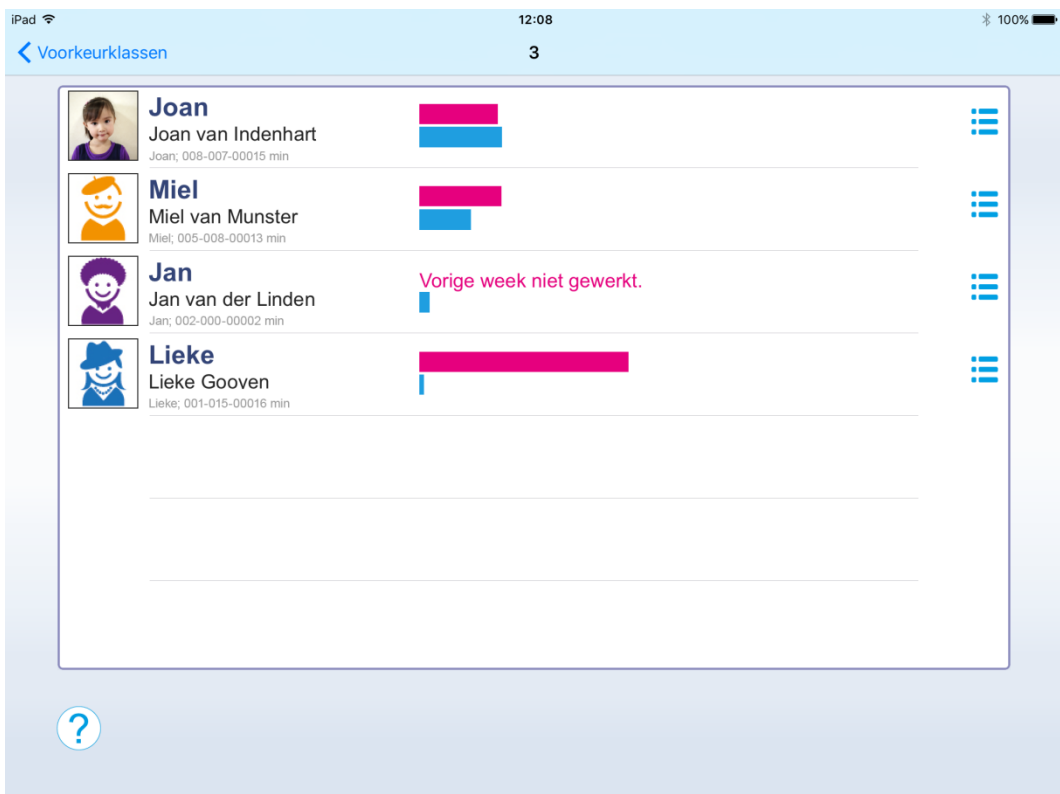 iPad 12:08 100%
Voorkeurklassen 3
Joan
Joan van Indenhart
Joan; 008-007-00015 min
Miel
Miel van Munster
Miel; 005-008-00013 min
Jan
Vorige week niet gewerkt.
Jan van der Linden
Jan; 002-000-00002 min
Lieke
Lieke Gooven
Lieke; 001-015-00016 min
?